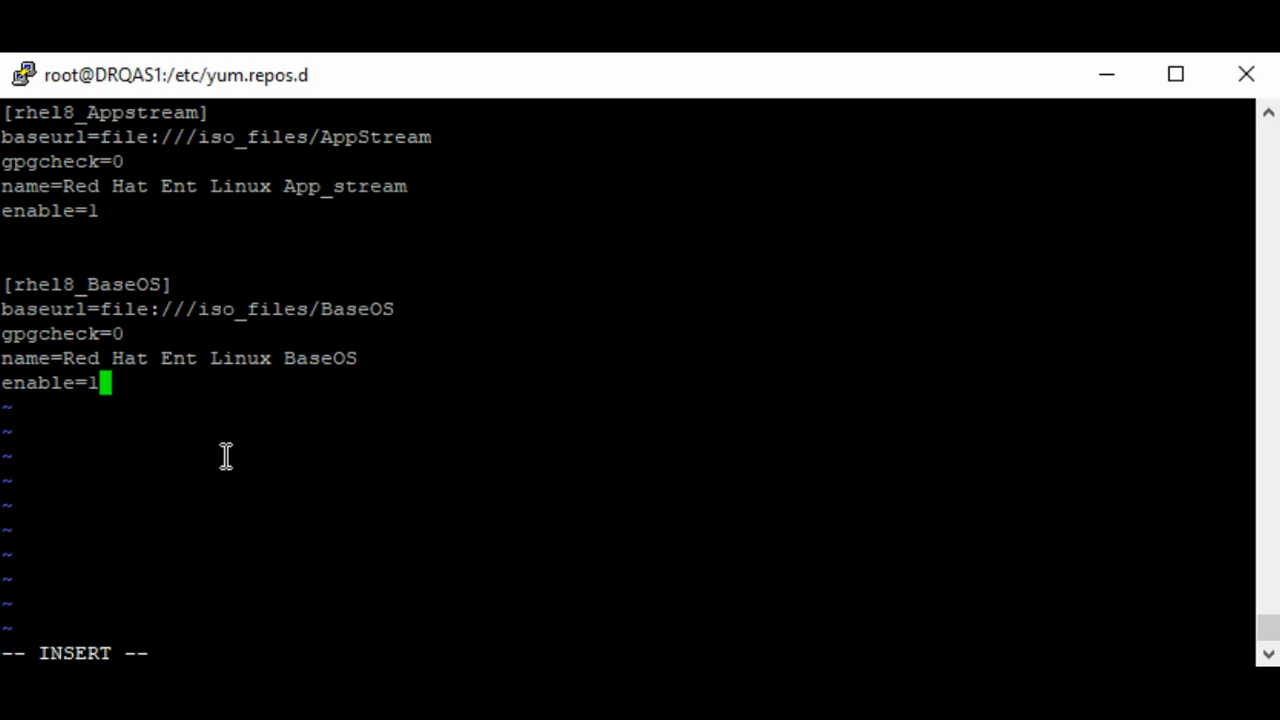 root@DRQAS1:/etc/yum.repos.d
[rhel8_Appstream]
baseurl=file:///iso_files/AppStream
gpgcheck=0
name=Red Hat Ent Linux App_stream
enable=1
[rhel8_BaseOS]
baseurl=file:///iso_files/BaseOS
gpgcheck=0
name=Red Hat Ent Linux BaseOS
enable=1
~
~
~
~
~
~
~
~
~
~
-- INSERT --